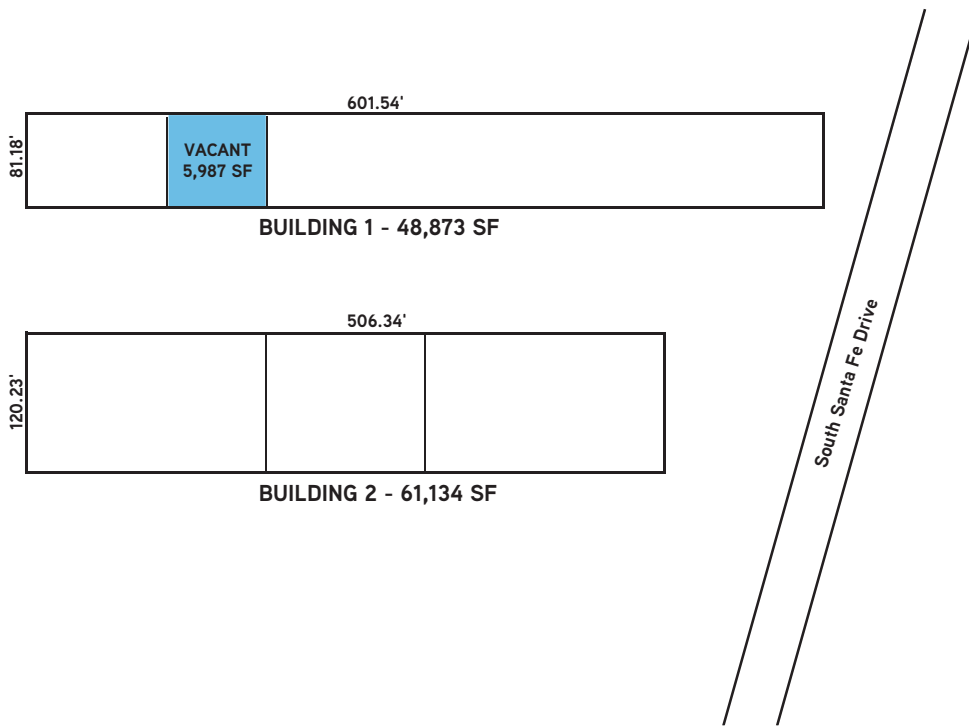 601.54'
81.18'
VACANT
5,987 SF
BUILDING 1 - 48,873 SF
506.34'
120.23'
BUILDING 2 - 61,134 SF
South Santa Fe Drive